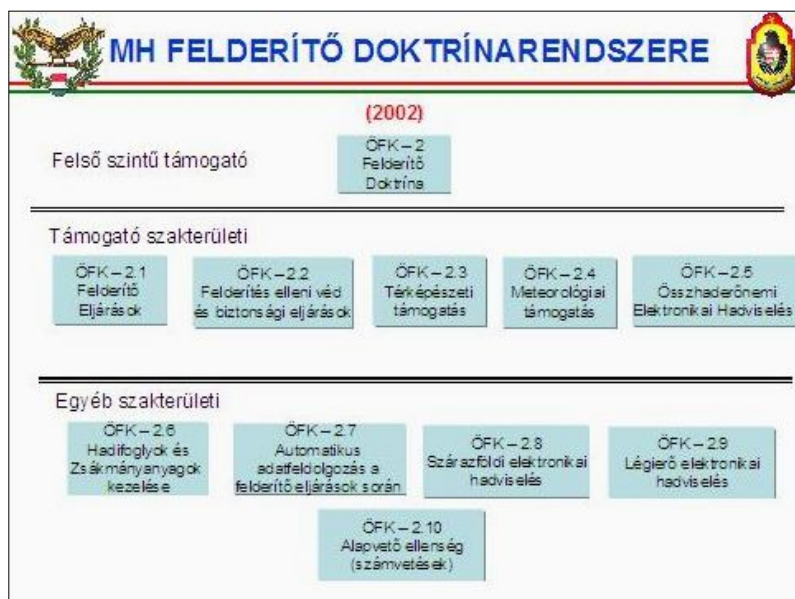 MH FELDERÍTŐ DOKTRÍNARENDSZERE
(2002)
Felső szintű támogató
ÖFK – 2
Felderítő
Doktrína
Támogató szakterületi
ÖFK – 2.1
Felderítő
Eljárások
ÖFK – 2.2
Felderítés elleni véd
és biztonsági eljárások
ÖFK – 2.3
Térképészeti
támogatás
ÖFK – 2.4
Meteorológiai
támogatás
ÖFK – 2.5
Összhaderőnemi
Elektronikai Hadviselés
Egyéb szakterületi
ÖFK – 2.6
Hadifoglyok és
Zsákmányanyagok
kezelése
ÖFK – 2.7
Automatikus
adatfeldolgozás a
felderítő eljárások során
ÖFK – 2.8
Szárazföldi elektronikai
hadviselés
ÖFK – 2.9
Légierő elektronikai
hadviselés
ÖFK – 2.10
Alapvető ellenség
(számvetések)